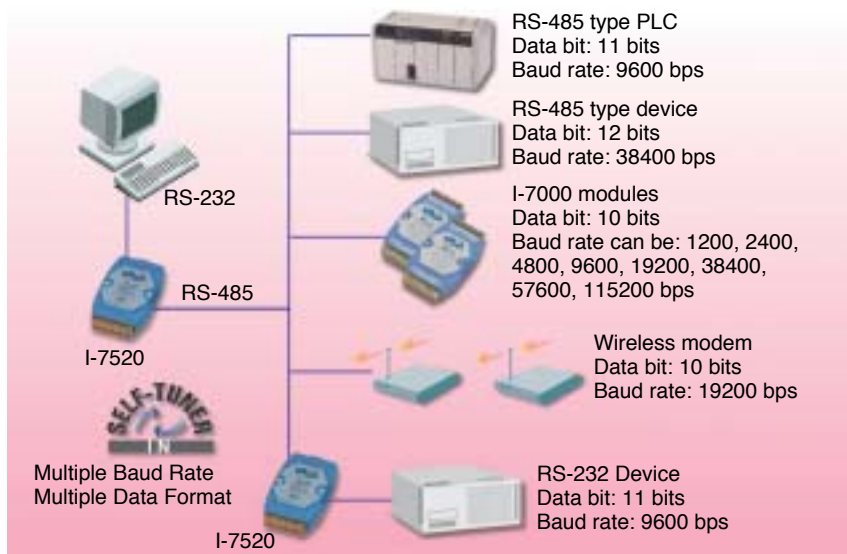 RS-485 type PLC
Data bit: 11 bits
Baud rate: 9600 bps
RS-485 type device
Data bit: 12 bits
Baud rate: 38400 bps
RS-232
I-7000 modules
Data bit: 10 bits
Baud rate can be: 1200, 2400,
4800, 9600, 19200, 38400,
57600, 115200 bps
RS-485
I-7520
Wireless modem
Data bit: 10 bits
Baud rate: 19200 bps
SELF-TUNER
Multiple Baud Rate
Multiple Data Format
I-7520
RS-232 Device
Data bit: 11 bits
Baud rate: 9600 bps